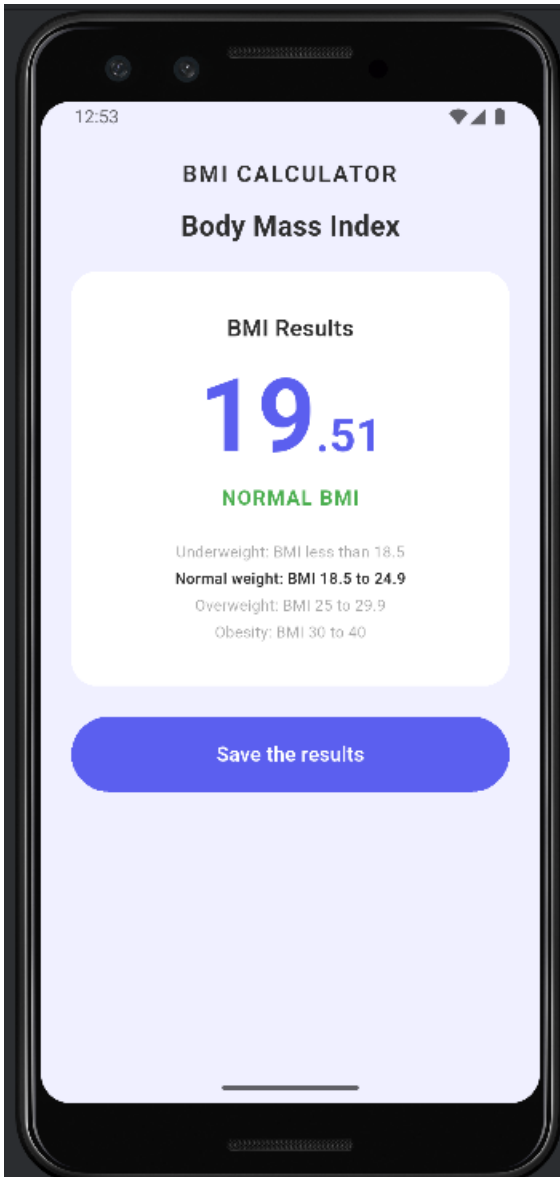 12:53
BMI CALCULATOR
Body Mass Index
BMI Results
19.51
NORMAL BMI
Underweight: BMI less than 18.5
Normal weight: BMI 18.5 to 24.9
Overweight: BMI 25 to 29.9
Obesity: BMI 30 to 40
Save the results